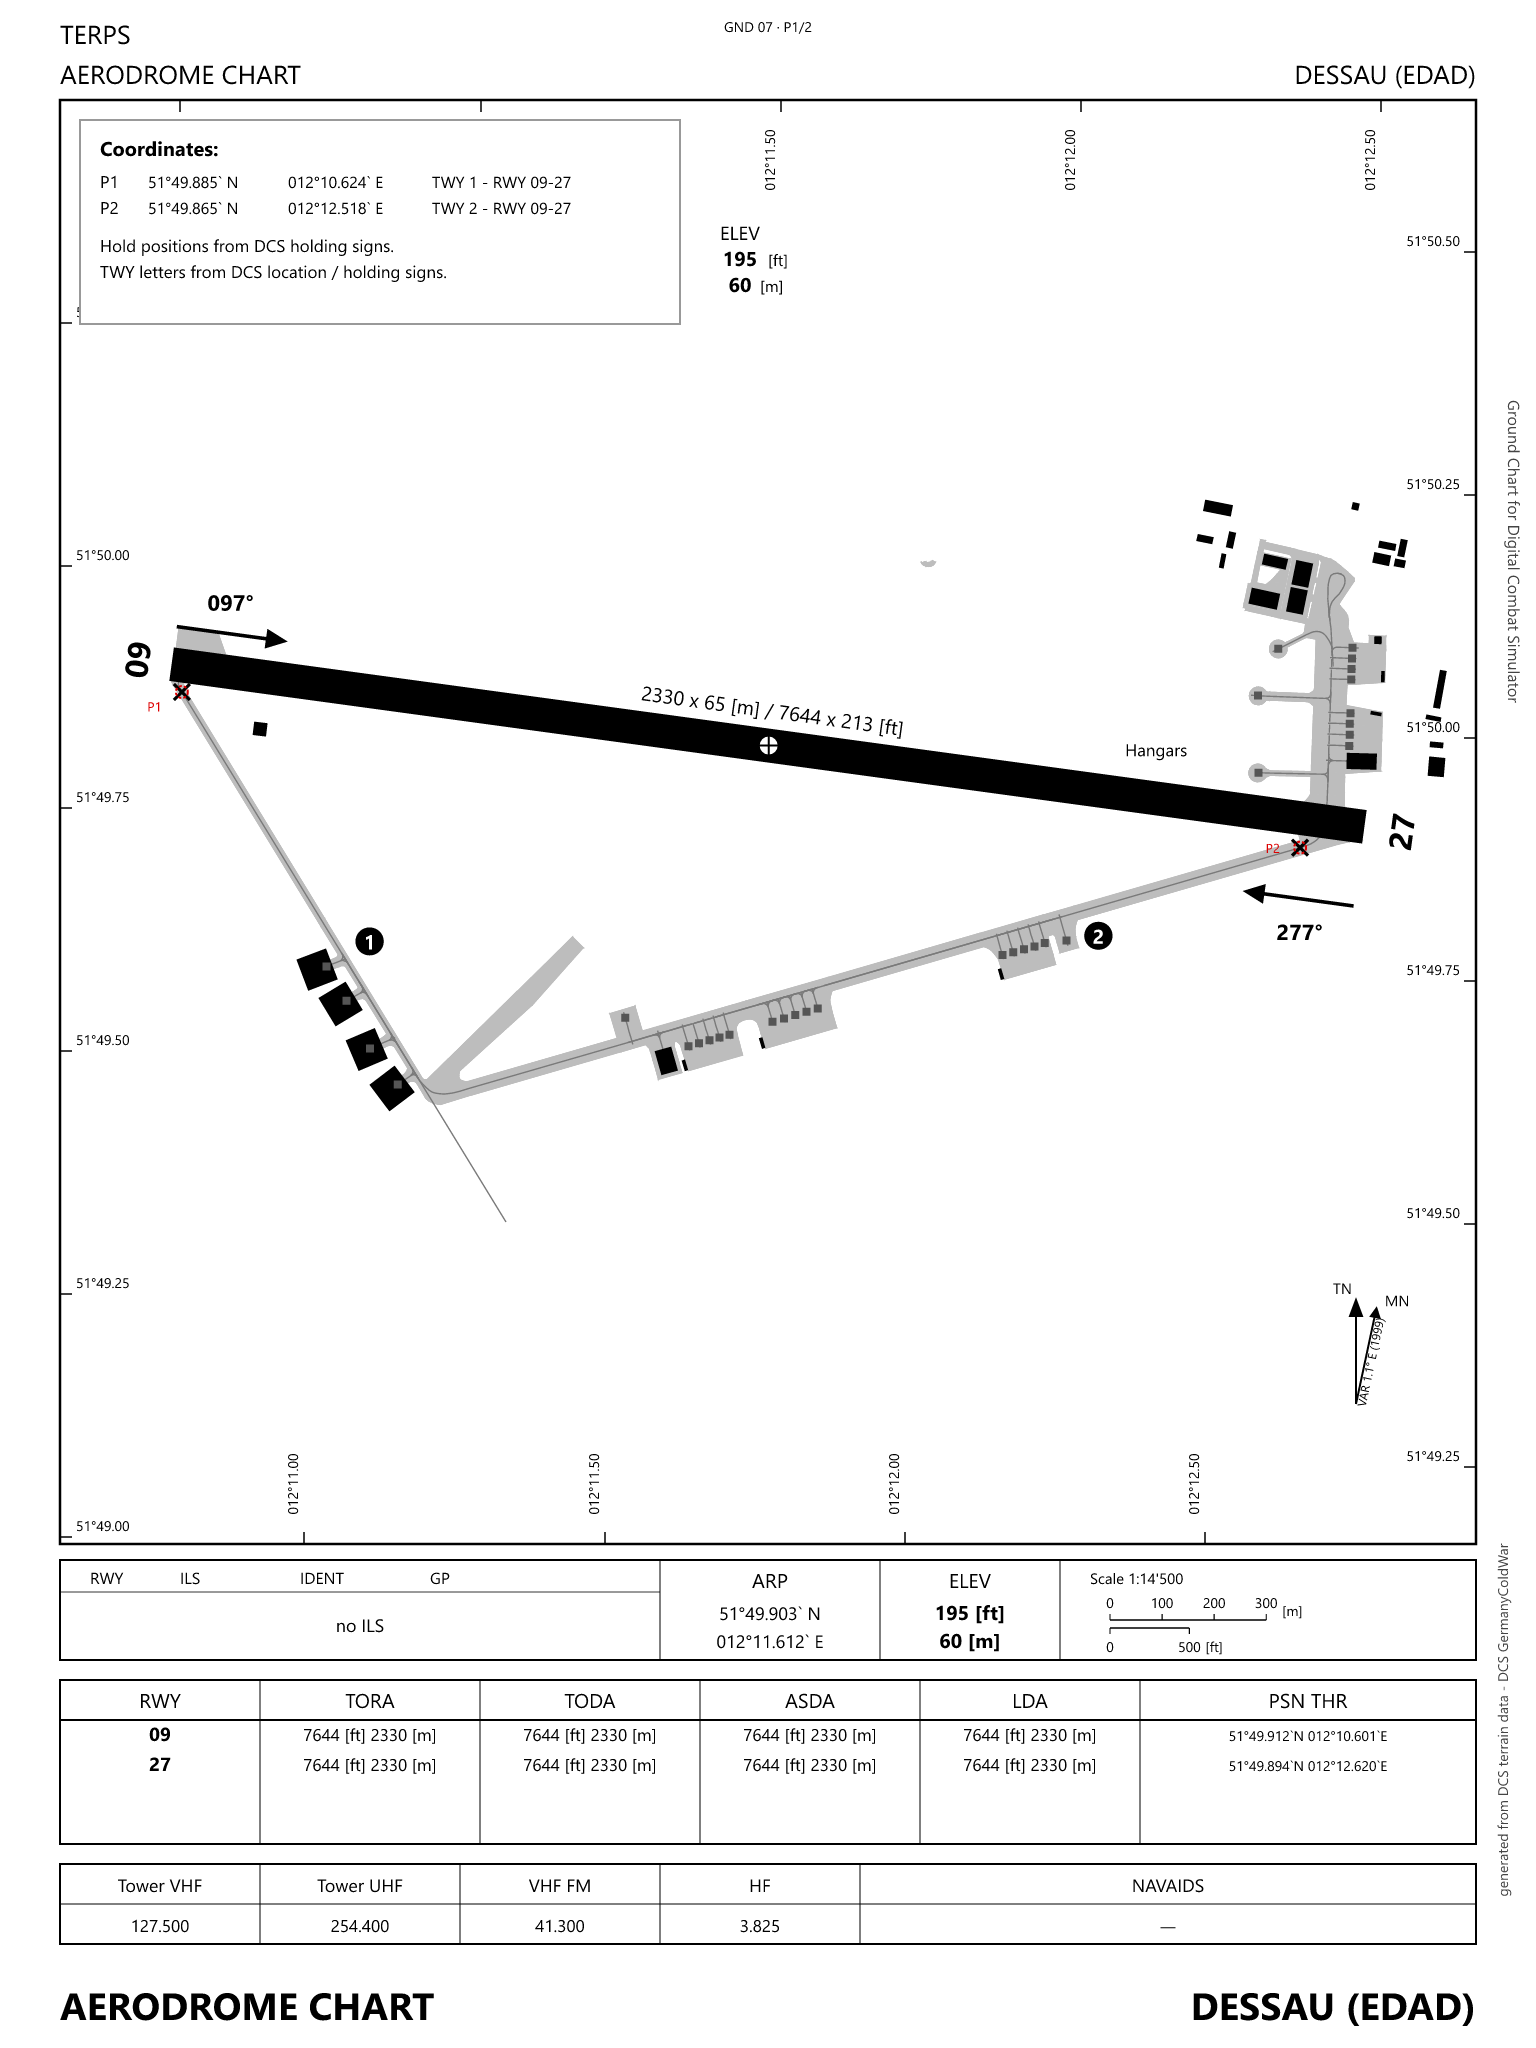 TERPS
GND 07 · P1/2
AERODROME CHART
DESSAU (EDAD)
Coordinates:
P1 51°49.885` N 012°10.624` E TWY 1 - RWY 09-27
P2 51°49.865` N 012°12.518` E TWY 2 - RWY 09-27
Hold positions from DCS holding signs.
TWY letters from DCS location / holding signs.
012°11.50
012°12.00
012°12.50
ELEV
195 [ft]
60 [m]
51°50.50
51°50.25
51°50.00
51°50.00
097°
09
P1
2330 x 65 [m] / 7644 x 213 [ft]
Hangars
51°49.75
27
P2
277°
1
2
51°49.75
51°49.50
51°49.50
51°49.25
TN
MN
VAR 1.1° E (1999)
51°49.25
012°11.00
012°11.50
012°12.00
012°12.50
51°49.00
Ground Chart for Digital Combat Simulator
generated from DCS terrain data - DCS GermanyColdWar
RWY ILS IDENT GP
no ILS
ARP
51°49.903` N
012°11.612` E
ELEV
195 [ft]
60 [m]
Scale 1:14'500
0 100 200 300 [m]
0 500 [ft]
RWY TORA TODA ASDA LDA PSN THR
09 7644 [ft] 2330 [m] 7644 [ft] 2330 [m] 7644 [ft] 2330 [m] 7644 [ft] 2330 [m] 51°49.912`N 012°10.601`E
27 7644 [ft] 2330 [m] 7644 [ft] 2330 [m] 7644 [ft] 2330 [m] 7644 [ft] 2330 [m] 51°49.894`N 012°12.620`E
Tower VHF Tower UHF VHF FM HF NAVAIDS
127.500 254.400 41.300 3.825 —
AERODROME CHART
DESSAU (EDAD)